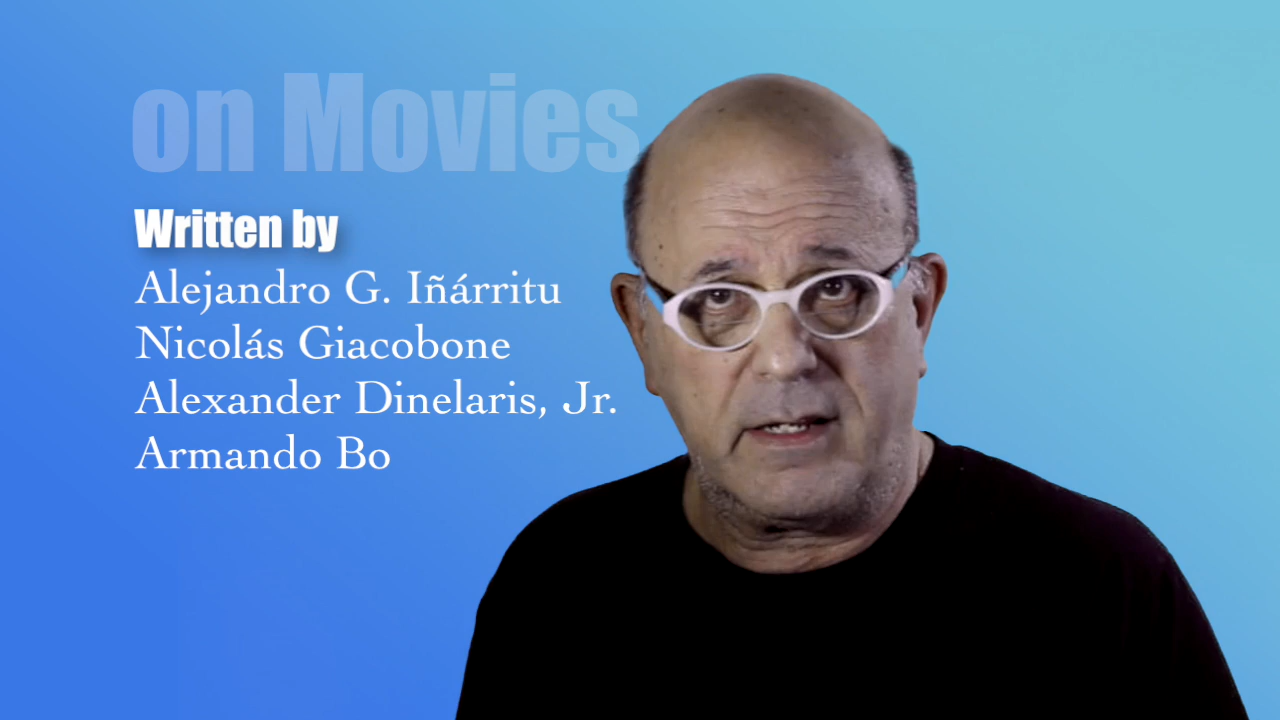 on Movies
Written by
Alejandro G. Iñárritu
Nicolás Giacobone
Alexander Dinelaris, Jr.
Armando Bo